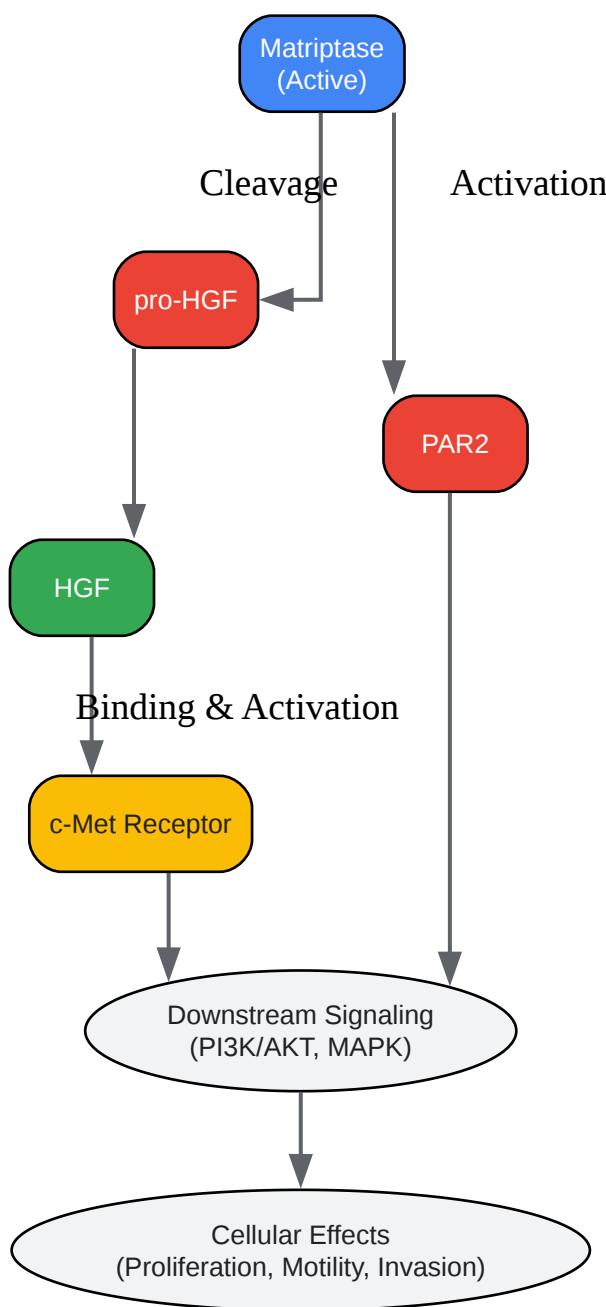 Matriptase
(Active)
Cleavage
Activation
pro-HGF
PAR2
HGF
Binding & Activation
c-Met Receptor
Downstream Signaling
(PI3K/AKT, MAPK)
Cellular Effects
(Proliferation, Motility, Invasion)